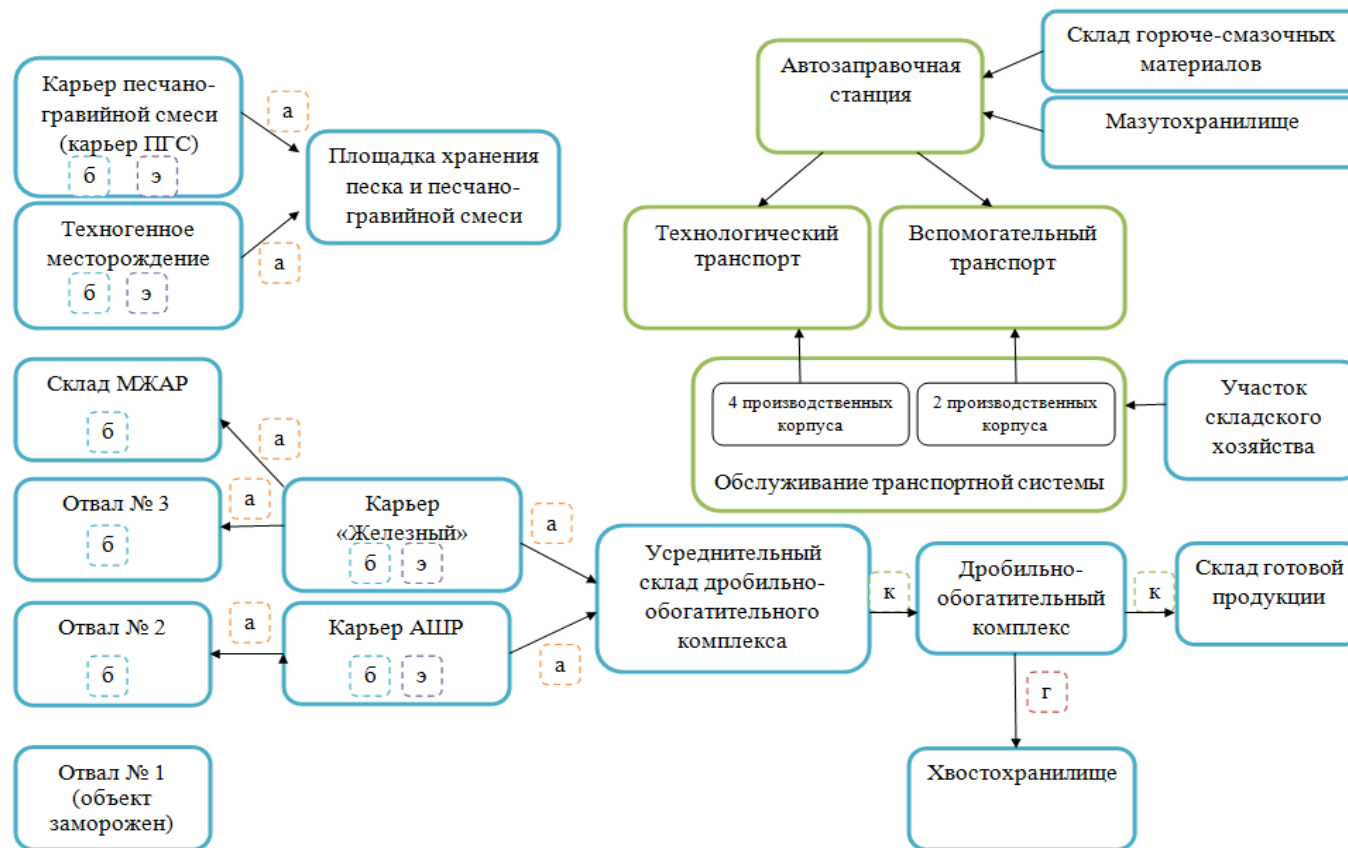 Карьер песчано-
гравийной смеси
(карьер ПГС)
б
э
а
Площадка хранения
песка и песчано-
гравийной смеси
Техногенное
месторождение
б
э
а
Автозаправочная
станция
Склад горюче-смазочных
материалов
Мазутохранилище
Технологический
транспорт
Вспомогательный
транспорт
4 производственных
корпуса
2 производственных
корпуса
Обслуживание транспортной системы
Участок
складского
хозяйства
Склад МЖАР
б
а
Отвал № 3
б
а
Карьер
«Железный»
б
э
а
Отвал № 2
б
а
Карьер АШР
б
э
а
Усреднительный
склад дробильно-
обогатительного
комплекса
к
Дробильно-
обогатительный
комплекс
к
Склад готовой
продукции
г
Хвостохранилище
Отвал № 1
(объект
заморожен)